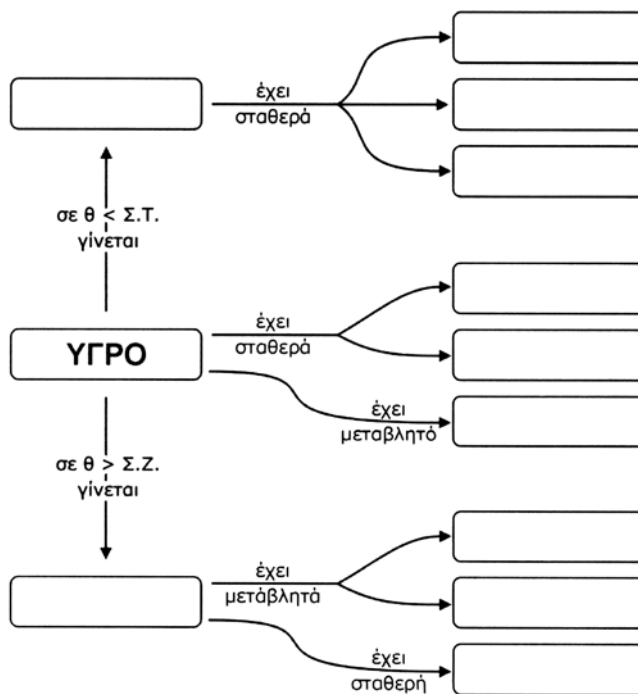 έχει
σταθερά
σε θ < Σ.Τ.
γίνεται
ΥΓΡΟ
έχει
σταθερά
έχει
μεταβλητό
σε θ > Σ.Ζ.
γίνεται
έχει
μετάβλητά
έχει
σταθερή